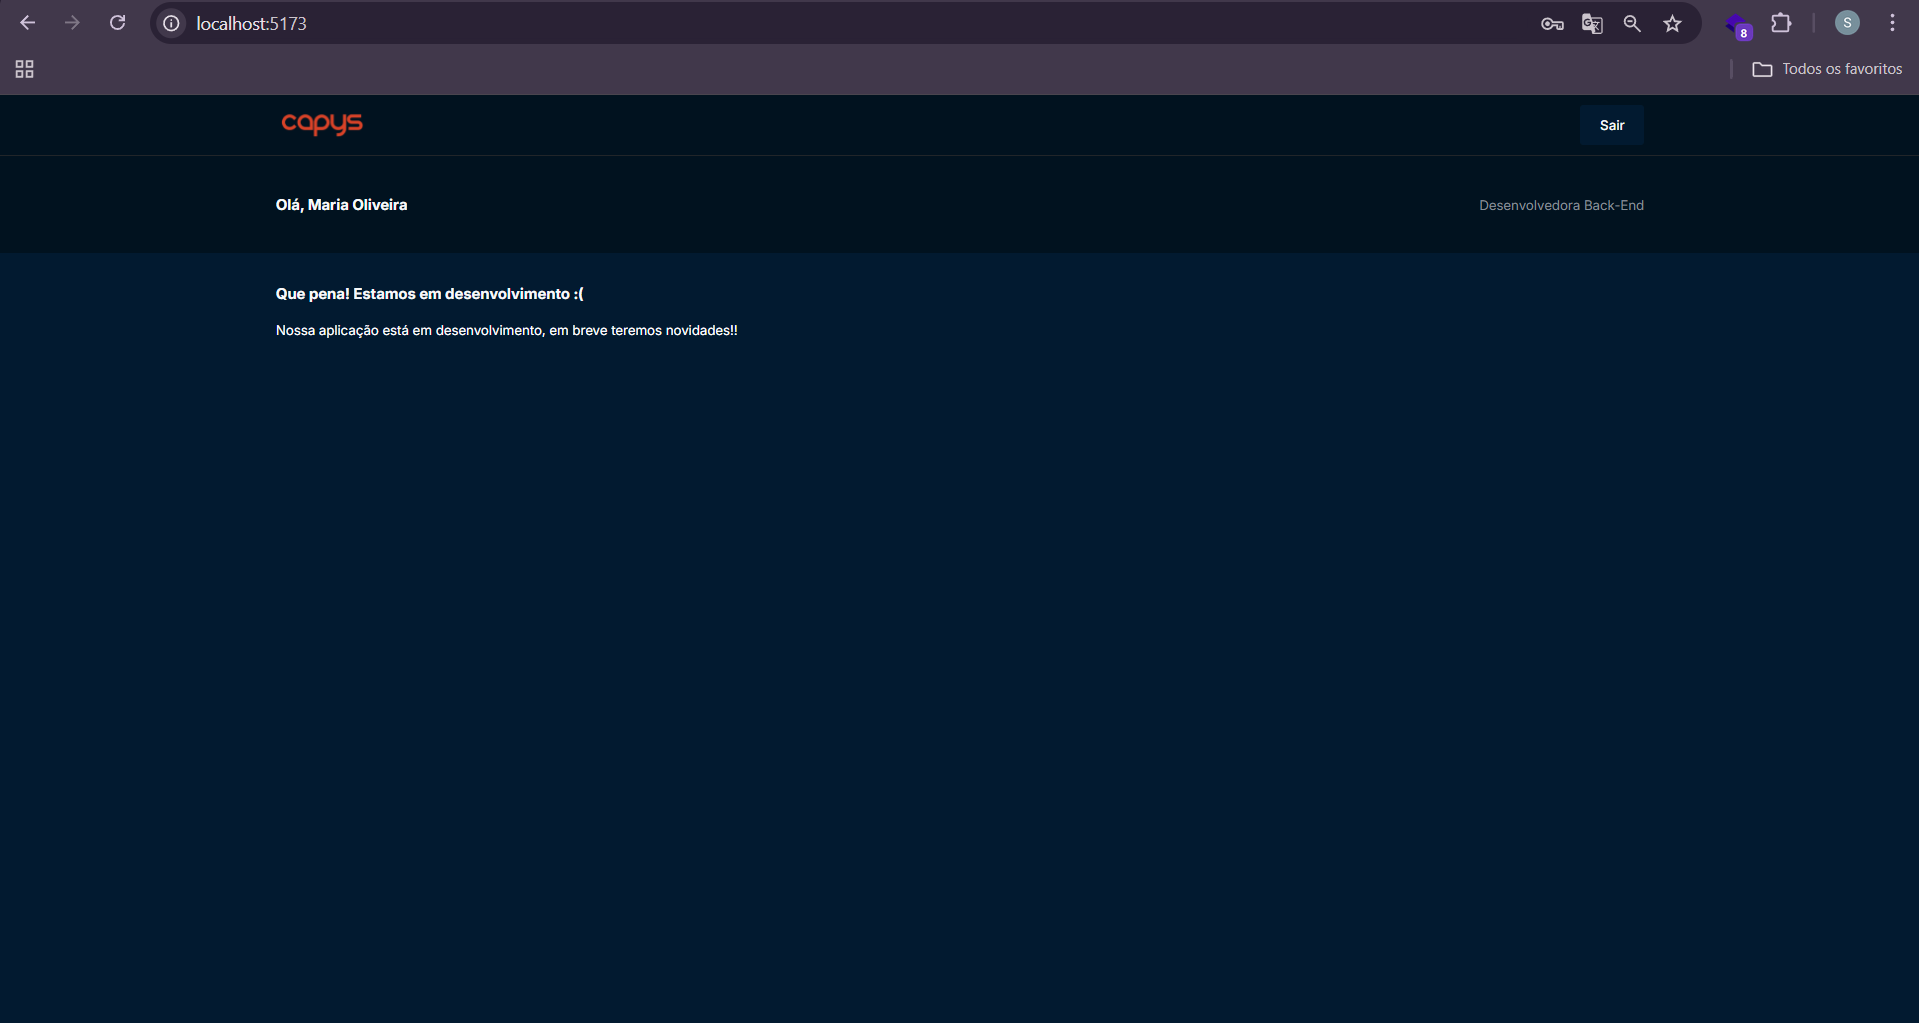 localhost:5173
8
S
Todos os favoritos
capys
Sair
Olá, Maria Oliveira
Desenvolvedora Back-End
Que pena! Estamos em desenvolvimento :(
Nossa aplicação está em desenvolvimento, em breve teremos novidades!!